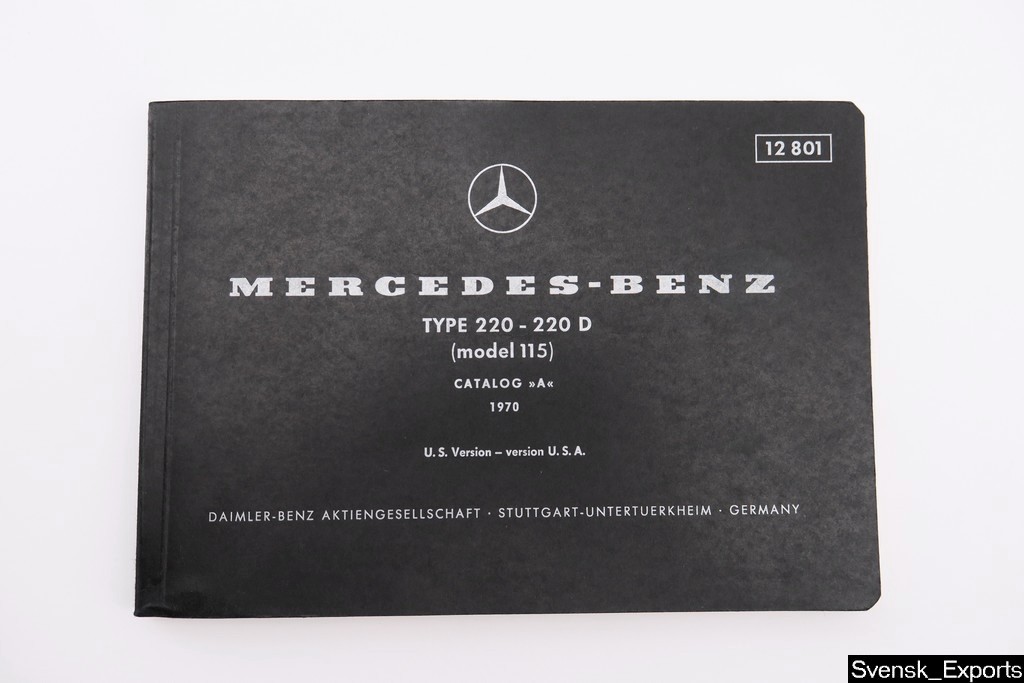 12 801
MERCEDES-BENZ
TYPE 220 - 220 D
(model 115)
CATALOG »A«
1970
U. S. Version – version U. S. A.
DAIMLER-BENZ AKTIENGESELLSCHAFT · STUTTGART-UNTERTUERKHEIM · GERMANY
Svensk_Exports